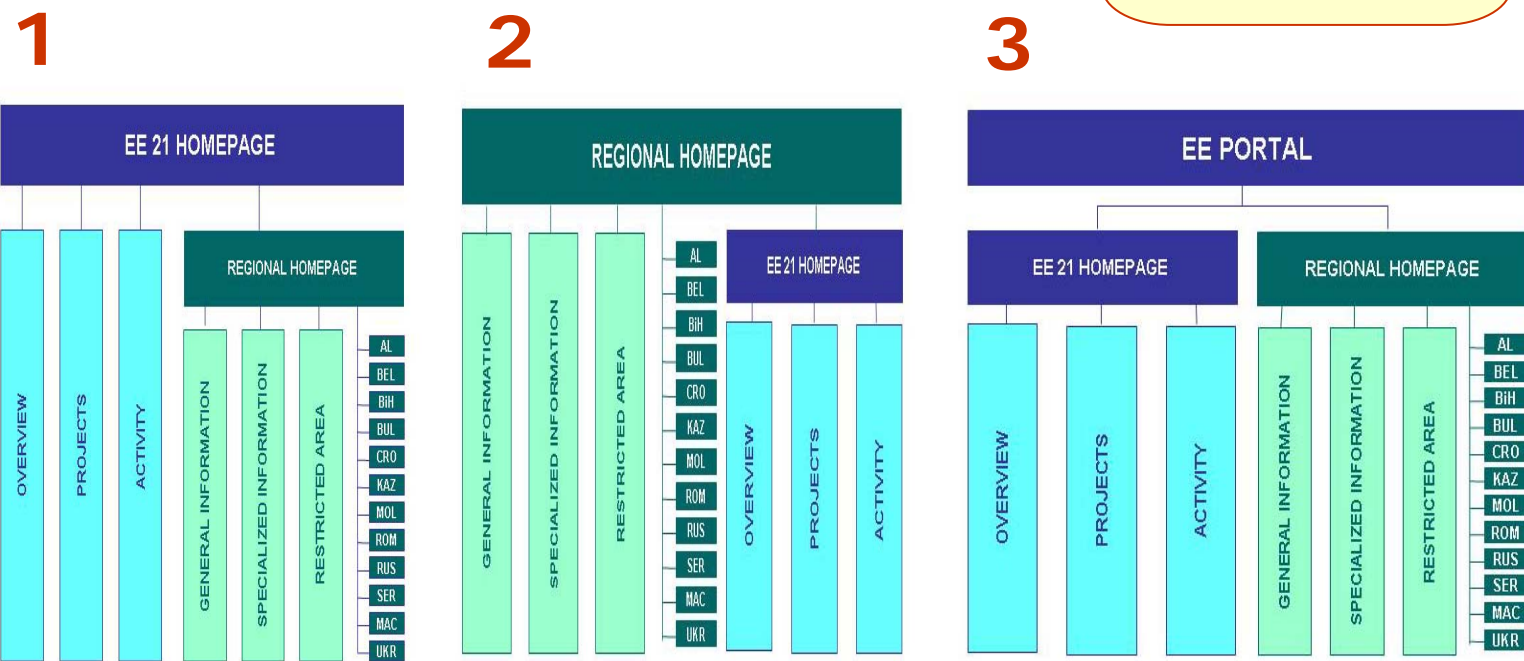 1
EE 21 HOMEPAGE
OVERVIEW
PROJECTS
ACTIVITY
REGIONAL HOMEPAGE
GENERAL INFORMATION
SPECIALIZED INFORMATION
RESTRICTED AREA
AL
BEL
BiH
BUL
CRO
KAZ
MOL
ROM
RUS
SER
MAC
UKR
2
REGIONAL HOMEPAGE
GENERAL INFORMATION
SPECIALIZED INFORMATION
RESTRICTED AREA
AL
BEL
BiH
BUL
CRO
KAZ
MOL
ROM
RUS
SER
MAC
UKR
EE 21 HOMEPAGE
OVERVIEW
PROJECTS
ACTIVITY
3
EE PORTAL
EE 21 HOMEPAGE
OVERVIEW
PROJECTS
ACTIVITY
REGIONAL HOMEPAGE
GENERAL INFORMATION
SPECIALIZED INFORMATION
RESTRICTED AREA
AL
BEL
BiH
BUL
CRO
KAZ
MOL
ROM
RUS
SER
MAC
UKR